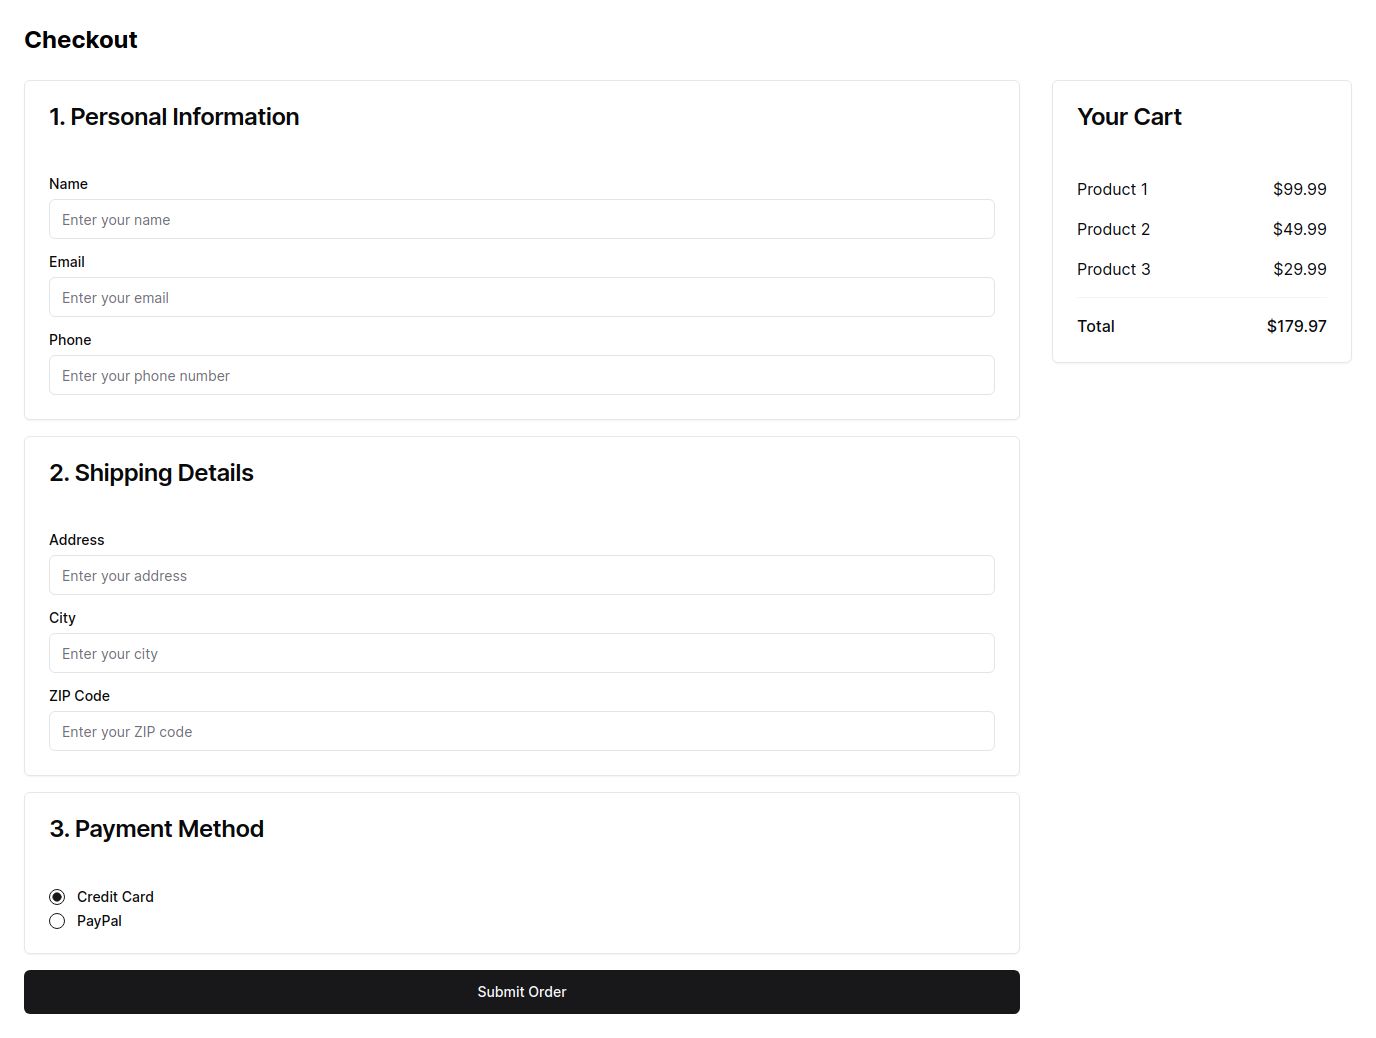 Checkout
1. Personal Information
Name
Enter your name
Email
Enter your email
Phone
Enter your phone number
2. Shipping Details
Address
Enter your address
City
Enter your city
ZIP Code
Enter your ZIP code
3. Payment Method
Credit Card
PayPal
Submit Order
Your Cart
Product 1 $99.99
Product 2 $49.99
Product 3 $29.99
Total $179.97